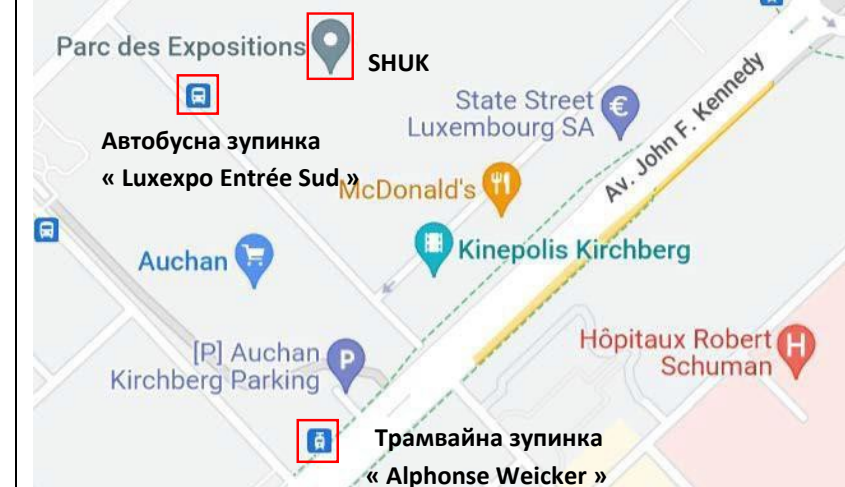 Parc des Expositions
SHUK
Автобусна зупинка
« Luxexpo Entrée Sud »
State Street
Luxembourg SA
€
Av. John F. Kennedy
McDonald's
Kinepolis Kirchberg
Auchan
[P] Auchan
Kirchberg Parking
P
Hôpitaux Robert
Schuman
H
Трамвайна зупинка
« Alphonse Weicker »